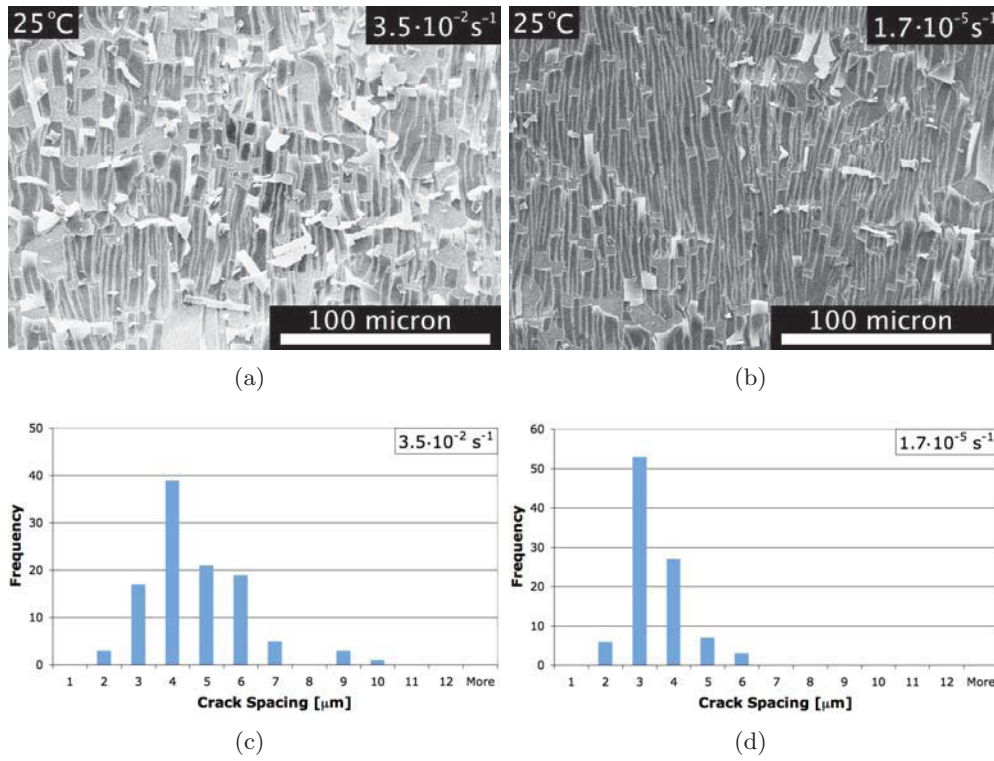 25°C
3.5·10⁻² s⁻¹
100 micron
25°C
1.7·10⁻⁵ s⁻¹
100 micron
(a)
(b)
50
40
30
20
10
0
Frequency
3.5·10⁻² s⁻¹
1 2 3 4 5 6 7 8 9 10 11 12 More
Crack Spacing [μm]
60
50
40
30
20
10
0
Frequency
1.7·10⁻⁵ s⁻¹
1 2 3 4 5 6 7 8 9 10 11 12 More
Crack Spacing [μm]
(c)
(d)